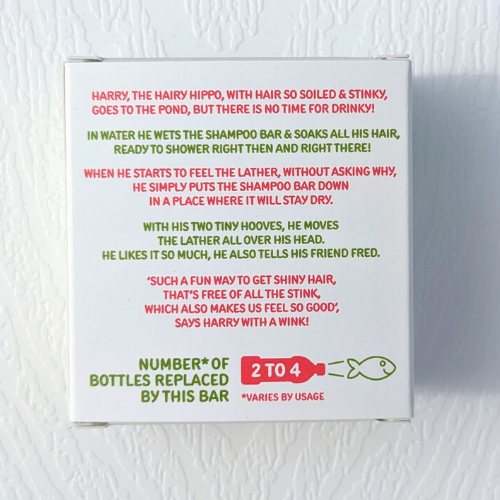 HARRY, THE HAIRY HIPPO, WITH HAIR SO SOILED & STINKY,
GOES TO THE POND, BUT THERE IS NO TIME FOR DRINKY!
IN WATER HE WETS THE SHAMPOO BAR & SOAKS ALL HIS HAIR,
READY TO SHOWER RIGHT THEN AND RIGHT THERE!
WHEN HE STARTS TO FEEL THE LATHER, WITHOUT ASKING WHY,
HE SIMPLY PUTS THE SHAMPOO BAR DOWN
IN A PLACE WHERE IT WILL STAY DRY.
WITH HIS TWO TINY HOOVES, HE MOVES
THE LATHER ALL OVER HIS HEAD.
HE LIKES IT SO MUCH, HE ALSO TELLS HIS FRIEND FRED.
'SUCH A FUN WAY TO GET SHINY HAIR,
THAT'S FREE OF ALL THE STINK,
WHICH ALSO MAKES US FEEL SO GOOD',
SAYS HARRY WITH A WINK!
NUMBER* OF
BOTTLES REPLACED
BY THIS BAR
2 TO 4
*VARIES BY USAGE